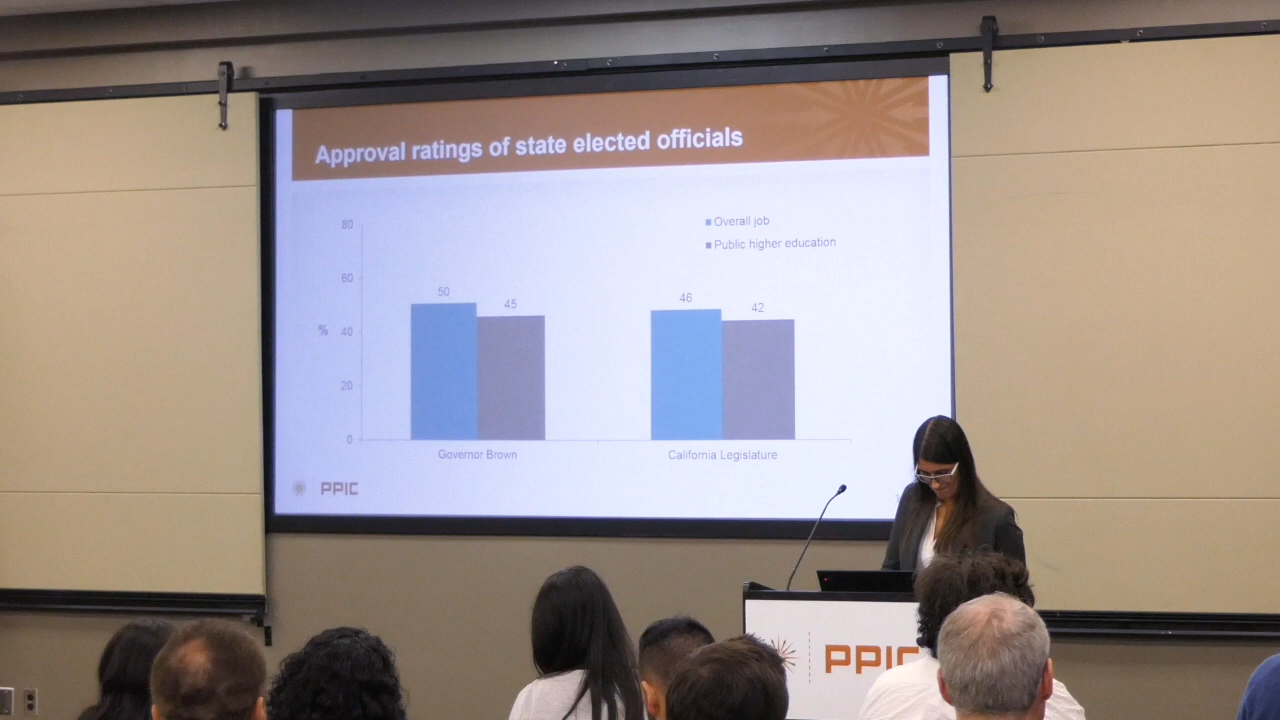 Approval ratings of state elected officials
80
60
40
20
0
%
Overall job
Public higher education
50
45
46
42
Governor Brown
California Legislature
PPIC
PPIC